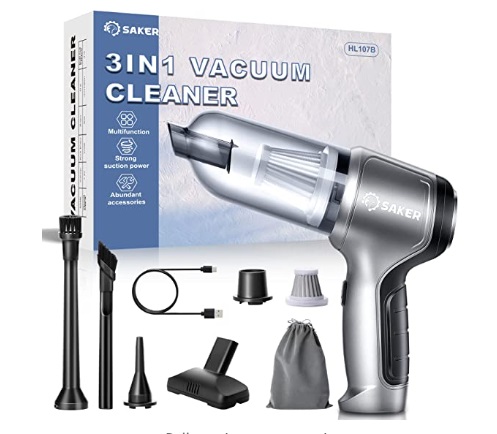 SAKER
HL107B
3IN1 VACUUM
CLEANER
Multifunction
Strong
suction power
Abundant
accessories
VACUUM CLEANER
SAKER